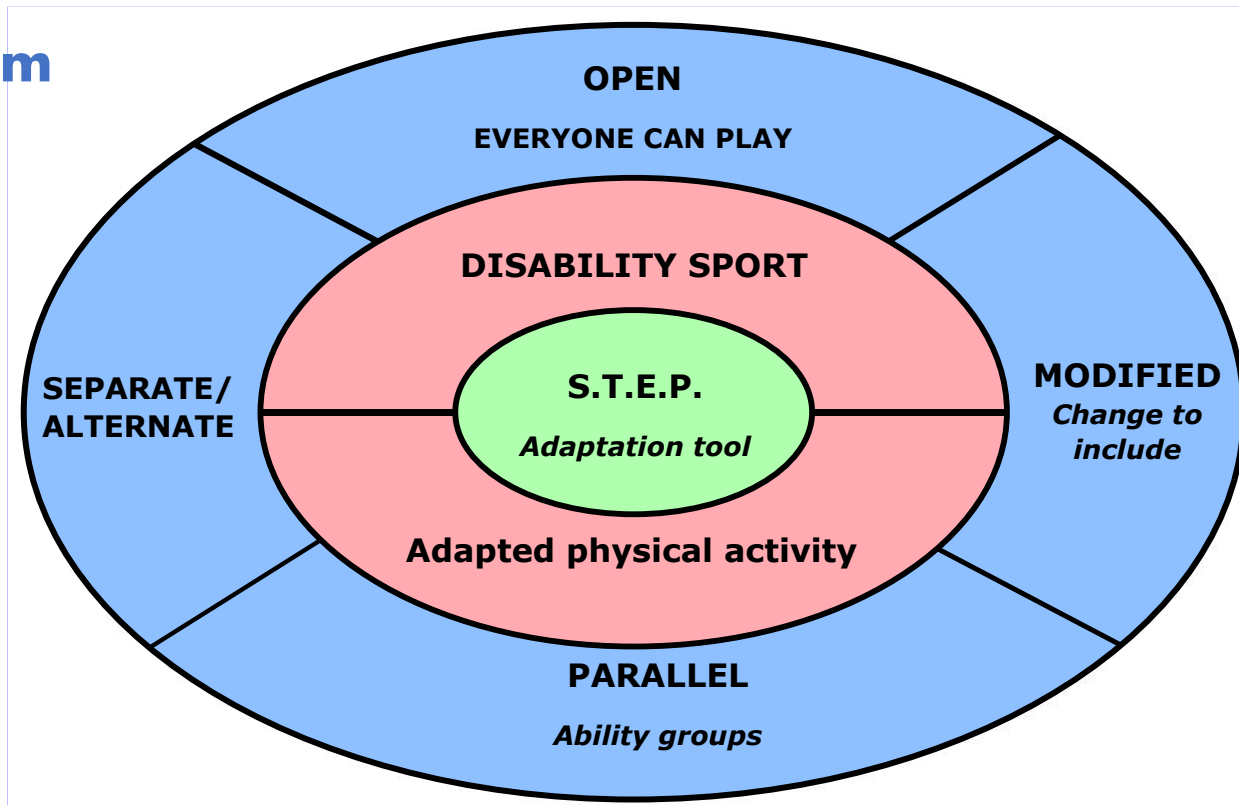 m
OPEN
EVERYONE CAN PLAY
DISABILITY SPORT
SEPARATE/
ALTERNATE
S.T.E.P.
Adaptation tool
MODIFIED
Change to
include
Adapted physical activity
PARALLEL
Ability groups